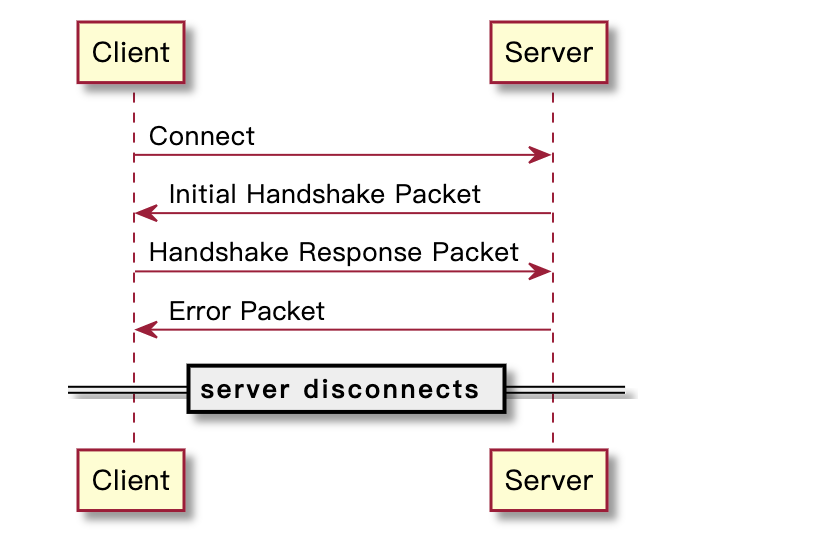 Client
Server
Connect
Initial Handshake Packet
Handshake Response Packet
Error Packet
server disconnects
Client
Server